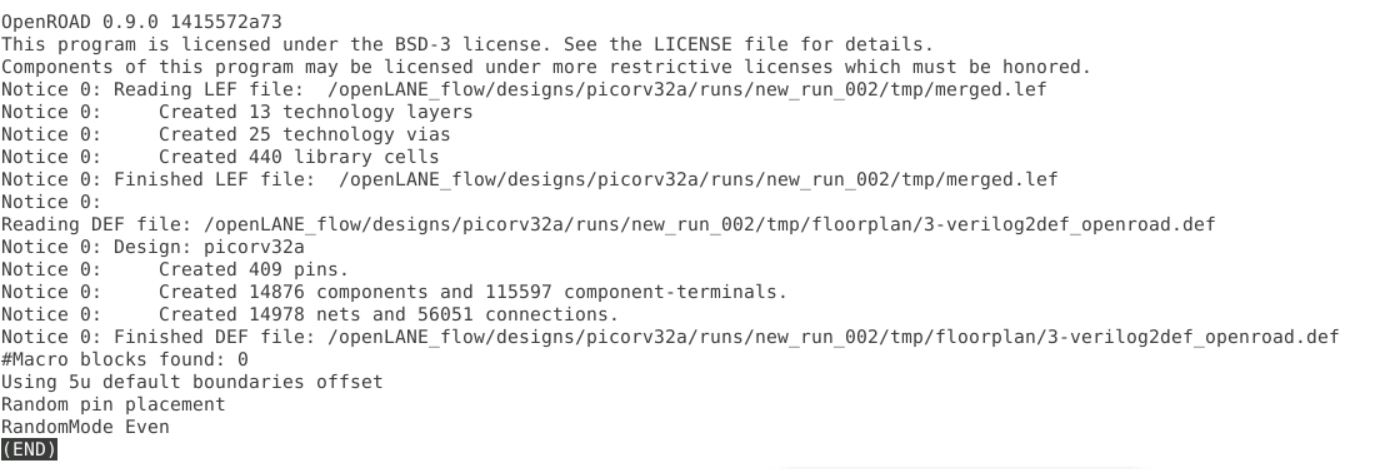 OpenROAD 0.9.0 1415572a73
This program is licensed under the BSD-3 license. See the LICENSE file for details.
Components of this program may be licensed under more restrictive licenses which must be honored.
Notice 0: Reading LEF file:  /openLANE_flow/designs/picorv32a/runs/new_run_002/tmp/merged.lef
Notice 0:     Created 13 technology layers
Notice 0:     Created 25 technology vias
Notice 0:     Created 440 library cells
Notice 0: Finished LEF file:  /openLANE_flow/designs/picorv32a/runs/new_run_002/tmp/merged.lef
Notice 0:
Reading DEF file: /openLANE_flow/designs/picorv32a/runs/new_run_002/tmp/floorplan/3-verilog2def_openroad.def
Notice 0: Design: picorv32a
Notice 0:     Created 409 pins.
Notice 0:     Created 14876 components and 115597 component-terminals.
Notice 0:     Created 14978 nets and 56051 connections.
Notice 0: Finished DEF file: /openLANE_flow/designs/picorv32a/runs/new_run_002/tmp/floorplan/3-verilog2def_openroad.def
#Macro blocks found: 0
Using 5u default boundaries offset
Random pin placement
RandomMode Even
(END)